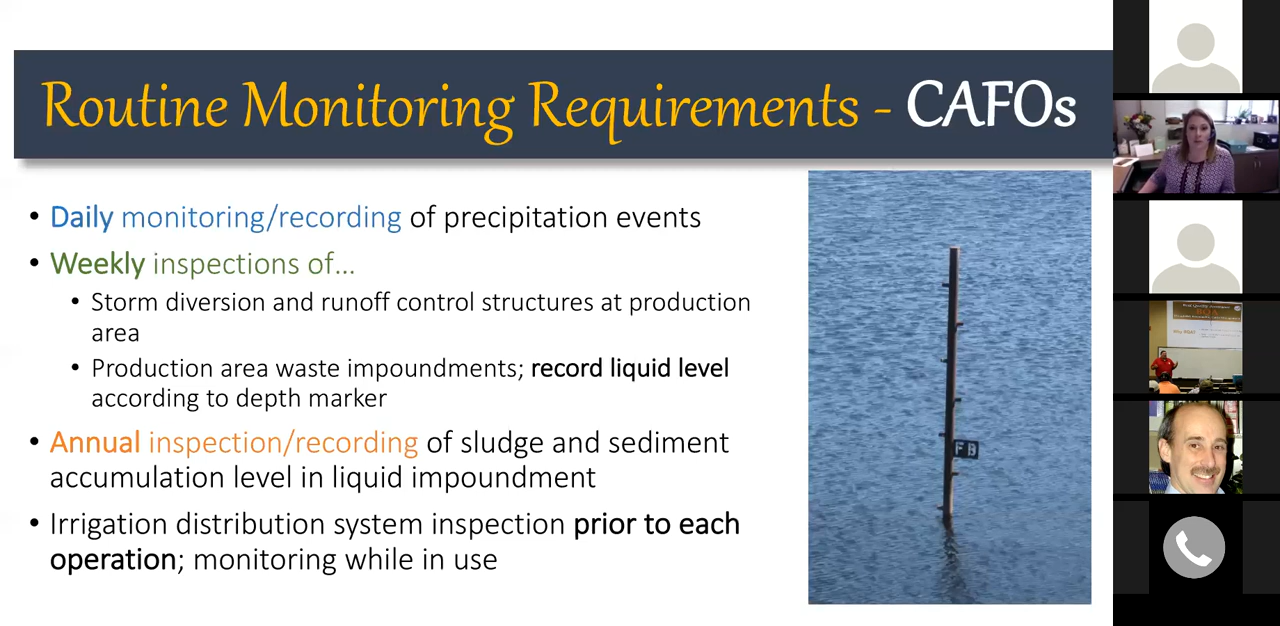 Routine Monitoring Requirements - CAFOs
• Daily monitoring/recording of precipitation events
• Weekly inspections of...
• Storm diversion and runoff control structures at production
area
• Production area waste impoundments; record liquid level
according to depth marker
• Annual inspection/recording of sludge and sediment
accumulation level in liquid impoundment
• Irrigation distribution system inspection prior to each
operation; monitoring while in use
FB